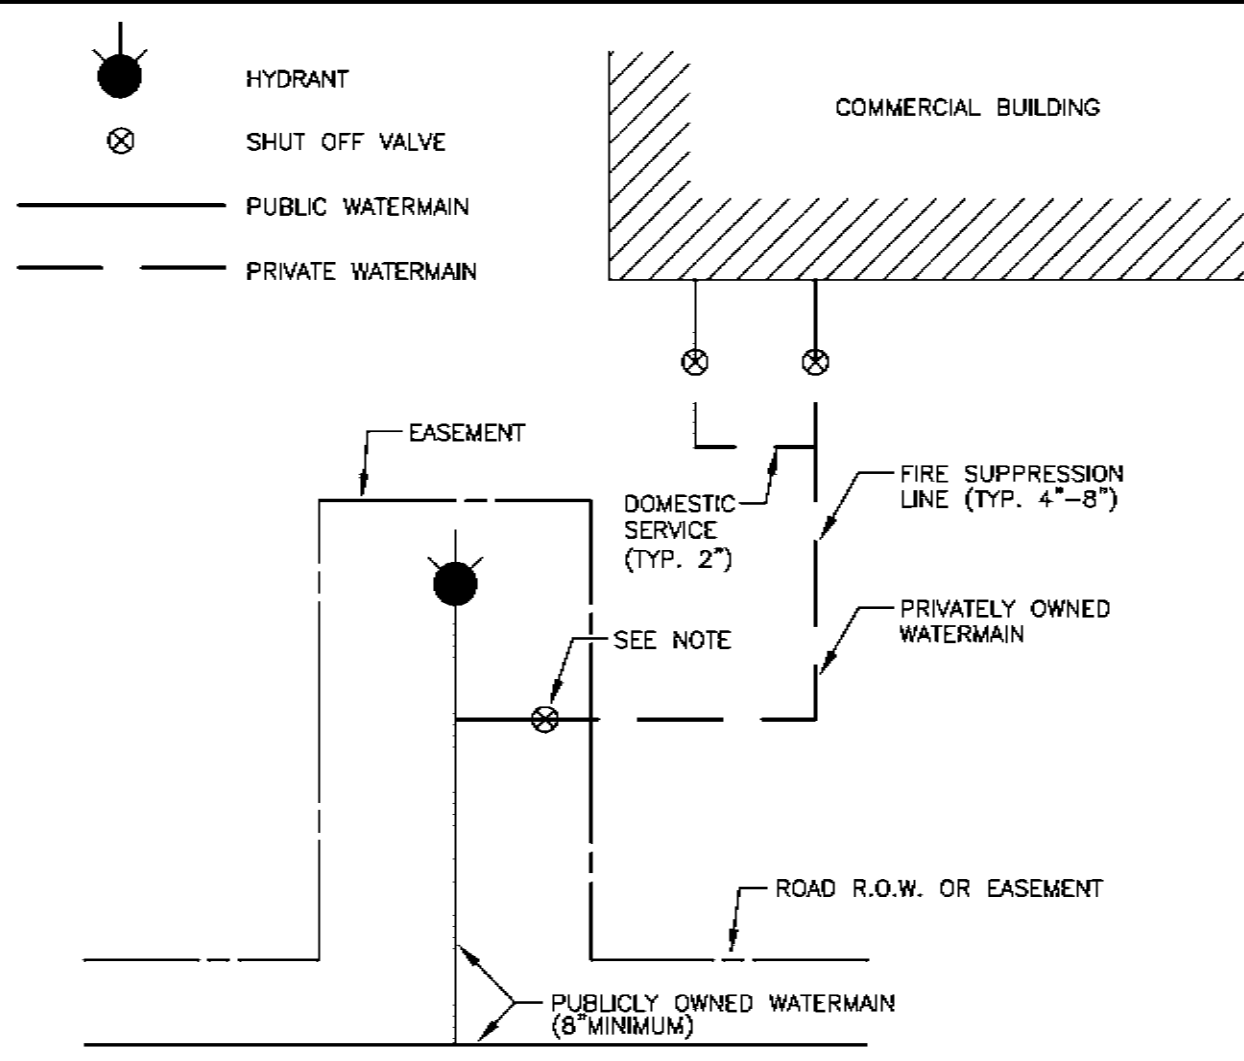 HYDRANT
SHUT OFF VALVE
PUBLIC WATERMAIN
PRIVATE WATERMAIN
COMMERCIAL BUILDING
EASEMENT
DOMESTIC
SERVICE
(TYP. 2")
FIRE SUPPRESSION
LINE (TYP. 4"-8")
PRIVATELY OWNED
WATERMAIN
SEE NOTE
ROAD R.O.W. OR EASEMENT
PUBLICLY OWNED WATERMAIN
(8"MINIMUM)